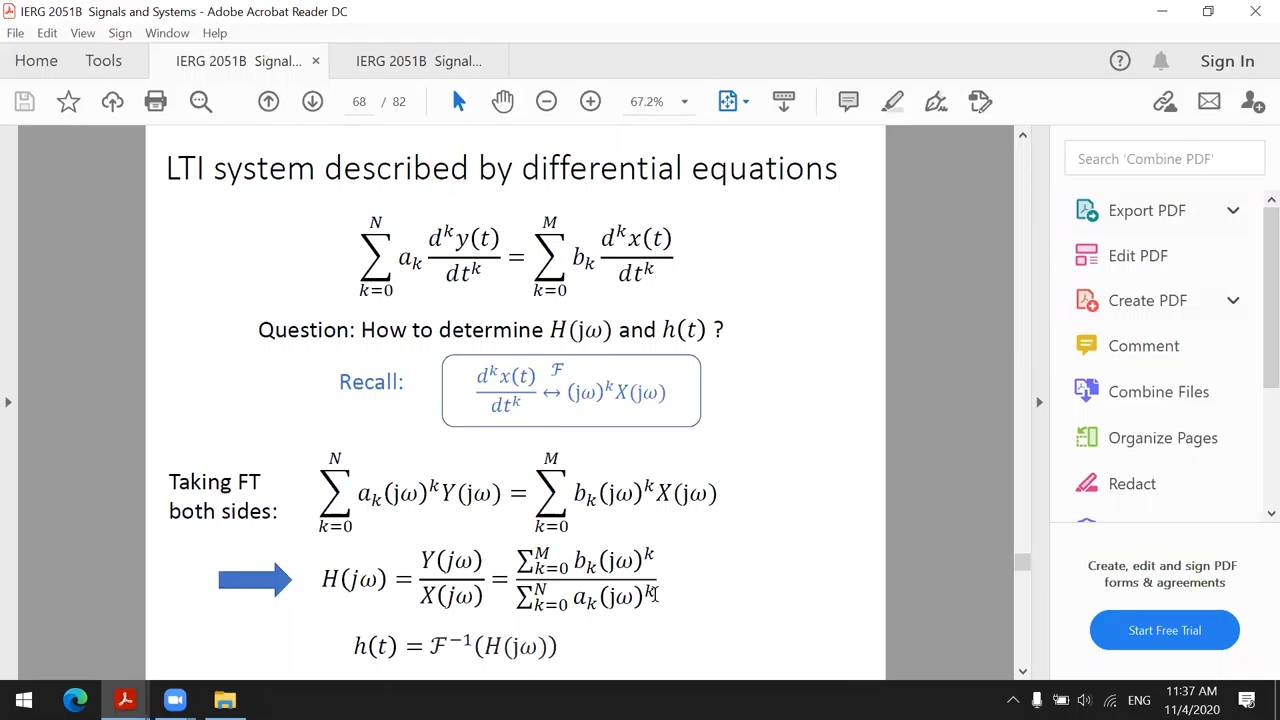 IERG 2051B Signals and Systems - Adobe Acrobat Reader DC
File Edit View Sign Window Help
Home Tools IERG 2051B Signal... × IERG 2051B Signal... Sign In
68 / 82 67.2%
LTI system described by differential equations
∑_{k=0}^{N} a_k d^k y(t)/dt^k = ∑_{k=0}^{M} b_k d^k x(t)/dt^k
Question: How to determine H(jω) and h(t) ?
Recall: d^k x(t)/dt^k ℱ↔ (jω)^k X(jω)
Taking FT
both sides:
∑_{k=0}^{N} a_k(jω)^k Y(jω) = ∑_{k=0}^{M} b_k(jω)^k X(jω)
H(jω) = Y(jω)/X(jω) = ∑_{k=0}^{M} b_k(jω)^k / ∑_{k=0}^{N} a_k(jω)^k
h(t) = ℱ^{-1}(H(jω))
Search 'Combine PDF'
Export PDF
Edit PDF
Create PDF
Comment
Combine Files
Organize Pages
Redact
Create, edit and sign PDF
forms & agreements
Start Free Trial
ENG
11:37 AM
11/4/2020